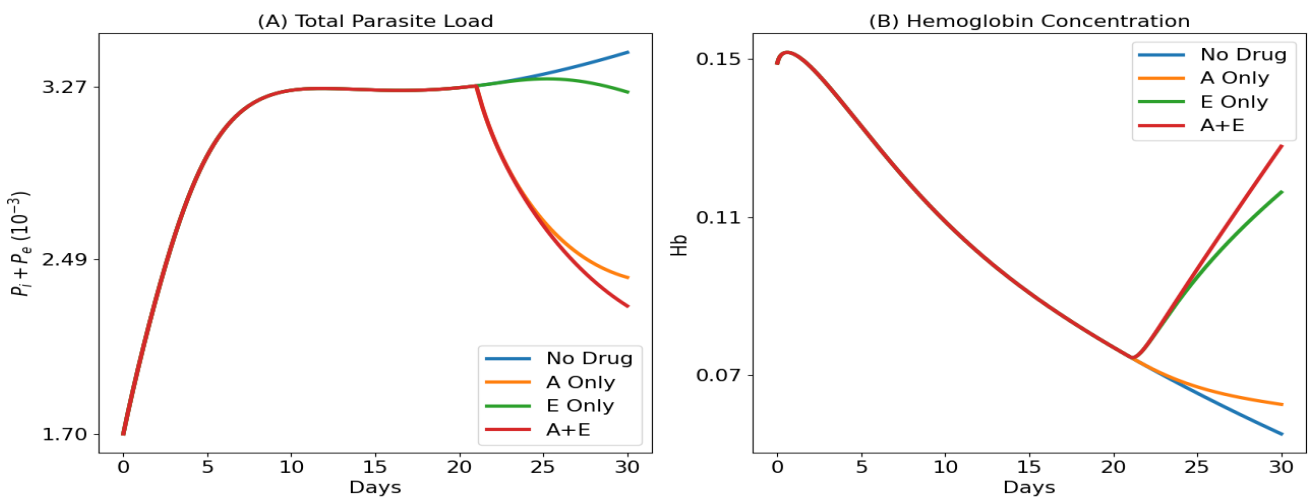 (A) Total Parasite Load
P_i + P_e (10^{-3})
3.27
2.49
1.70
0 5 10 15 20 25 30
Days
No Drug
A Only
E Only
A+E
(B) Hemoglobin Concentration
Hb
0.15
0.11
0.07
0 5 10 15 20 25 30
Days
No Drug
A Only
E Only
A+E